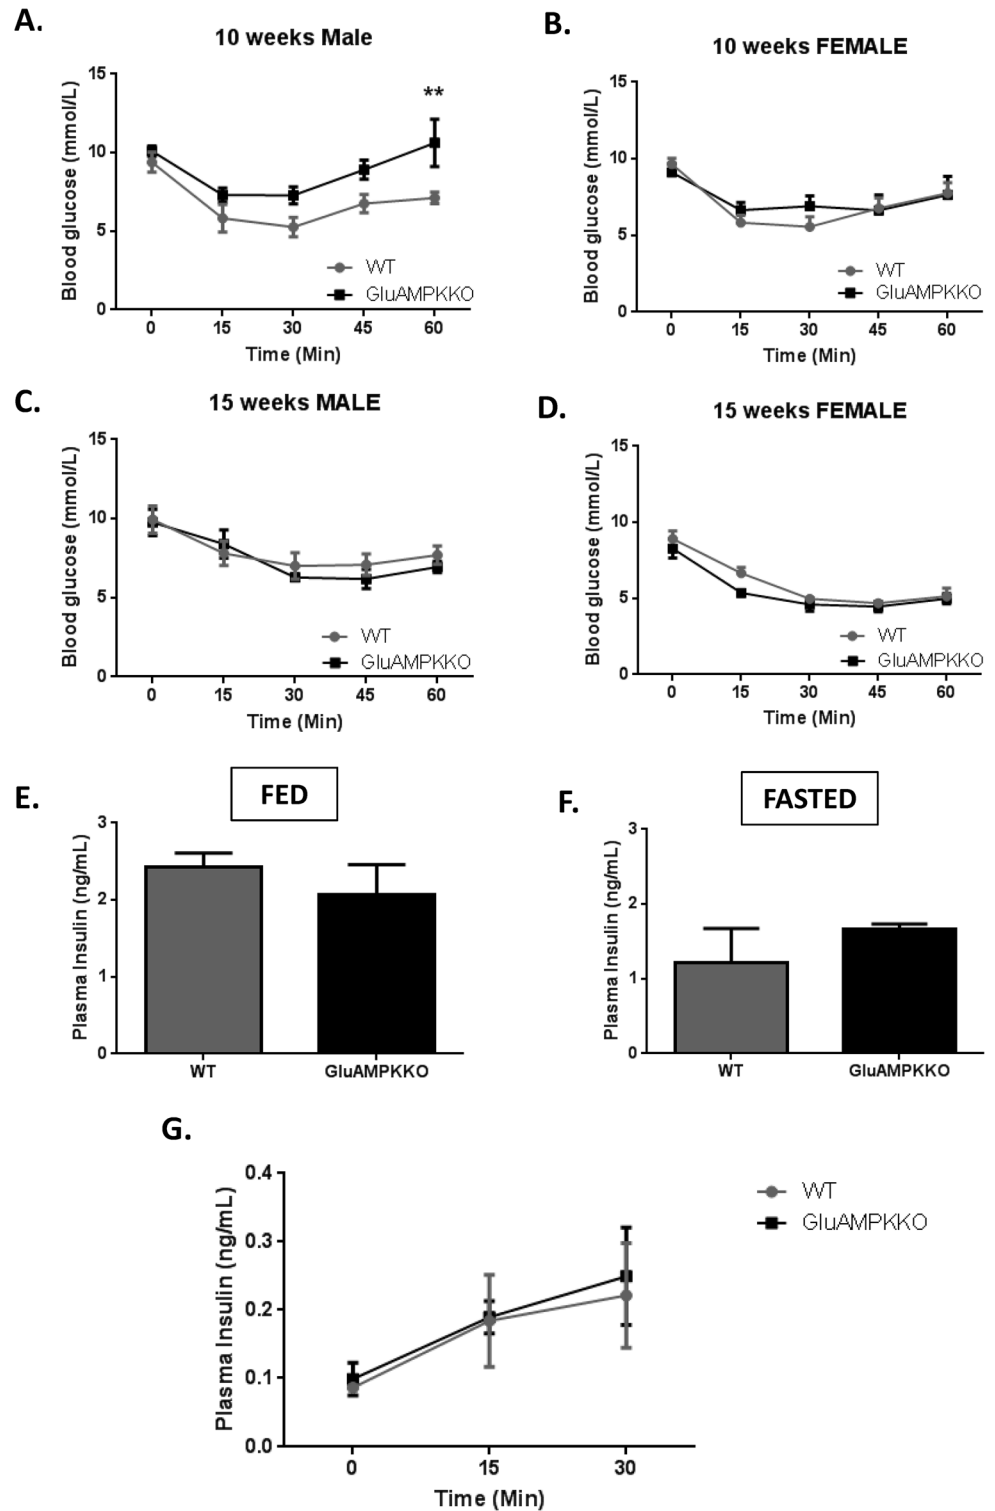 A.
10 weeks Male
Blood glucose (mmol/L)
15
10
5
0
**
WT
GluAMPKKO
0 15 30 45 60
Time (Min)
B.
10 weeks FEMALE
Blood glucose (mmol/L)
15
10
5
0
WT
GluAMPKKO
0 15 30 45 60
Time (Min)
C.
15 weeks MALE
Blood glucose (mmol/L)
15
10
5
0
WT
GluAMPKKO
0 15 30 45 60
Time (Min)
D.
15 weeks FEMALE
Blood glucose (mmol/L)
15
10
5
0
WT
GluAMPKKO
0 15 30 45 60
Time (Min)
E.
FED
Plasma Insulin (ng/mL)
3
2
1
0
WT GluAMPKKO
F.
FASTED
Plasma Insulin (ng/mL)
3
2
1
0
WT GluAMPKKO
G.
Plasma Insulin (ng/mL)
0.4
0.3
0.2
0.1
0.0
WT
GluAMPKKO
0 15 30
Time (Min)